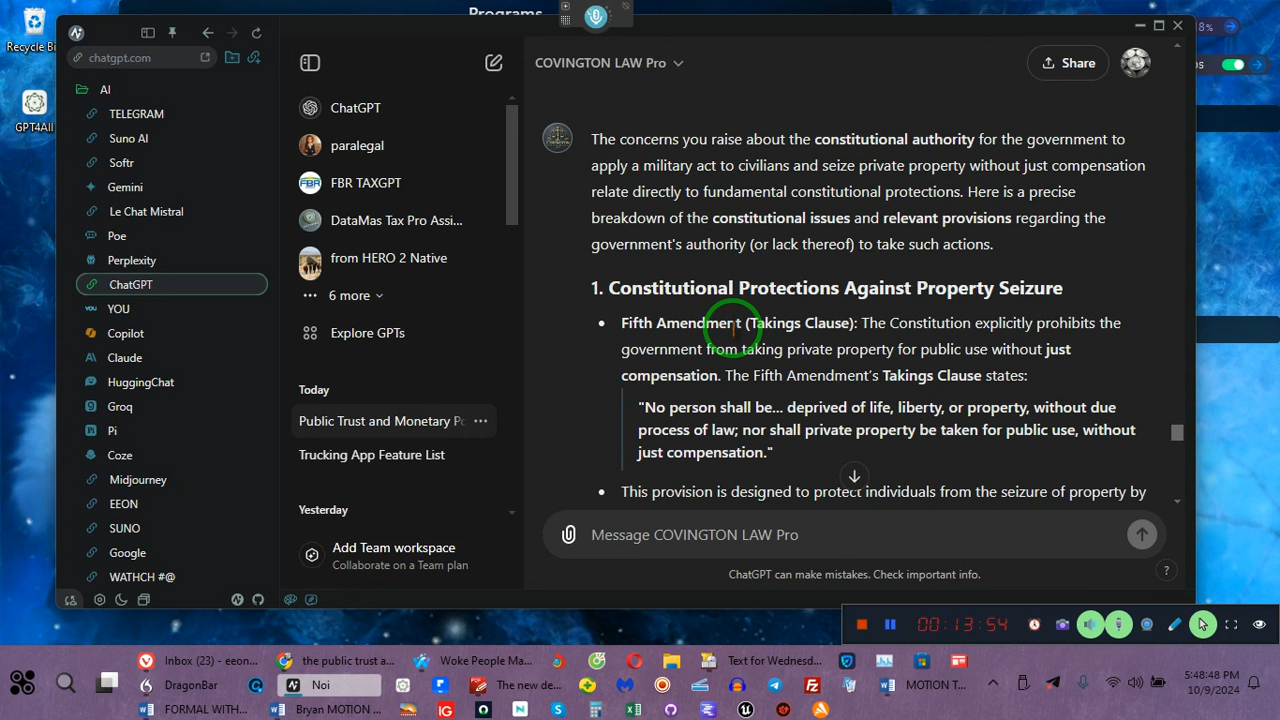 Programs
Recycle Bi
GPT4All
8%
os
chatgpt.com
AI
TELEGRAM
Suno AI
Softr
Gemini
Le Chat Mistral
Poe
Perplexity
ChatGPT
YOU
YOU
Copilot
Claude
HuggingChat
Groq
Pi
Coze
Midjourney
EEON
SUNO
Google
WATHCH #@
ChatGPT
paralegal
FBR
FBR TAXGPT
DataMas Tax Pro Assi...
from HERO 2 Native
6 more
Explore GPTs
Today
Public Trust and Monetary Po
Trucking App Feature List
Yesterday
Add Team workspace
Collaborate on a Team plan
COVINGTON LAW Pro
Share
The concerns you raise about the constitutional authority for the government to
apply a military act to civilians and seize private property without just compensation
relate directly to fundamental constitutional protections. Here is a precise
breakdown of the constitutional issues and relevant provisions regarding the
government's authority (or lack thereof) to take such actions.
1. Constitutional Protections Against Property Seizure
• Fifth Amendment (Takings Clause): The Constitution explicitly prohibits the
government from taking private property for public use without just
compensation. The Fifth Amendment's Takings Clause states:
"No person shall be... deprived of life, liberty, or property, without due
process of law; nor shall private property be taken for public use, without
just compensation."
• This provision is designed to protect individuals from the seizure of property by
Message COVINGTON LAW Pro
ChatGPT can make mistakes. Check important info.
?
00:13:54
Inbox (23) - eeon...
the public trust a...
Woke People Ma...
Text for Wednesd...
DragonBar
Noi
The new de...
MOTION T...
5:48:48 PM
10/9/2024
FORMAL WITH...
Bryan MOTION ...
IG